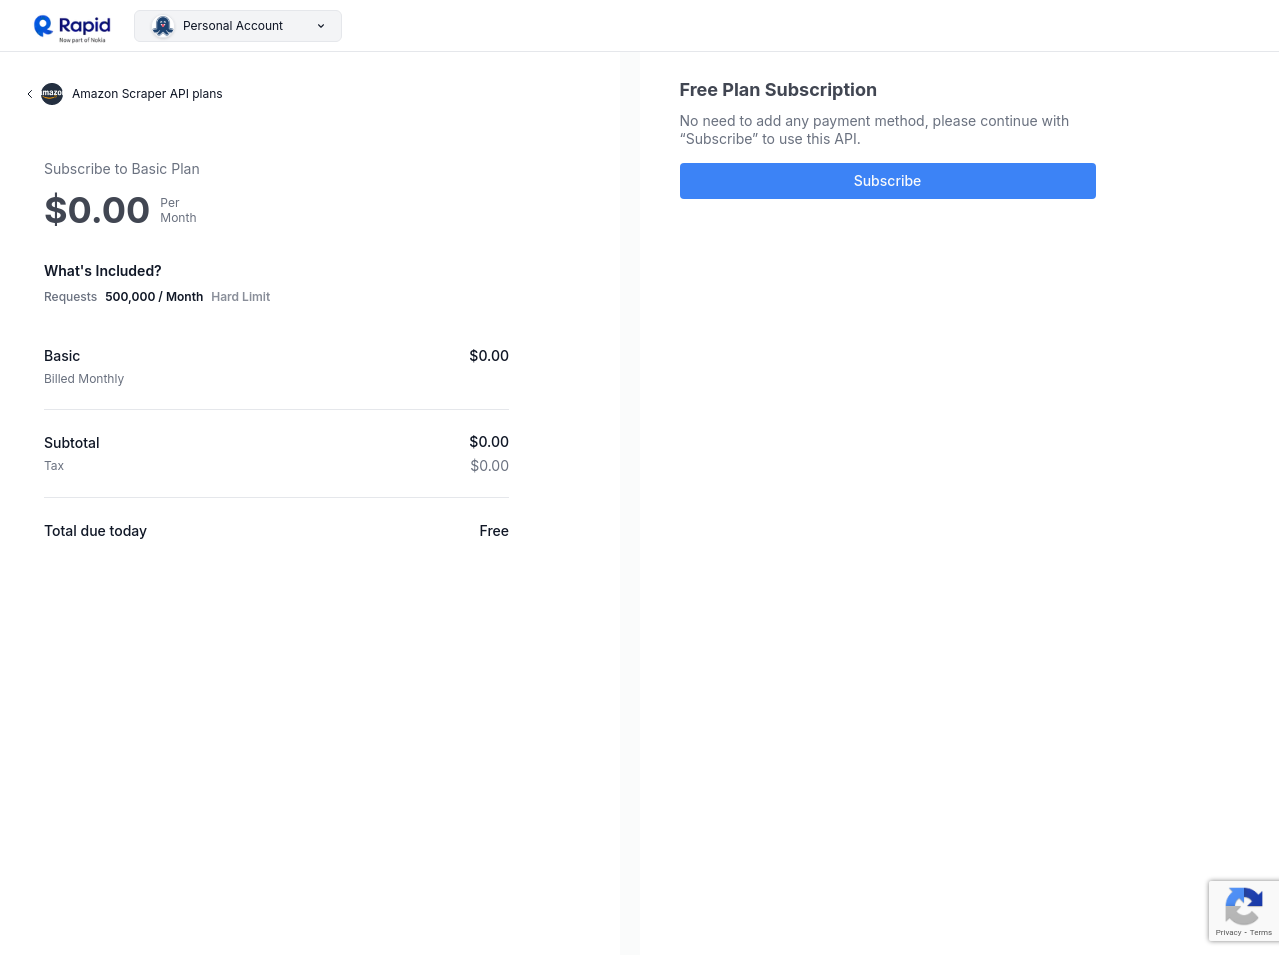 Rapid
Now part of Nokia
Personal Account
amazon
Amazon Scraper API plans
Subscribe to Basic Plan
$0.00 Per
Month
What's Included?
Requests 500,000 / Month Hard Limit
Basic $0.00
Billed Monthly
Subtotal $0.00
Tax $0.00
Total due today Free
Free Plan Subscription
No need to add any payment method, please continue with
“Subscribe” to use this API.
Subscribe
Privacy - Terms